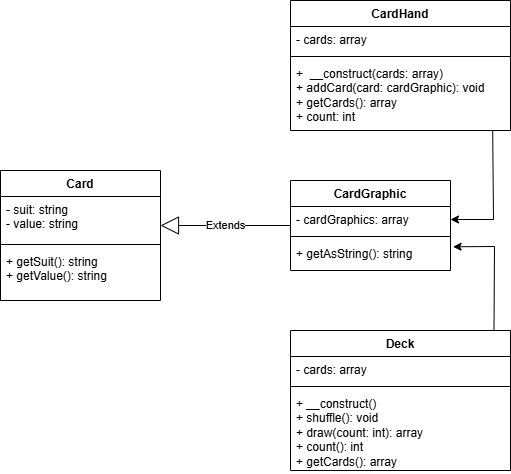 CardHand
- cards: array
+ __construct(cards: array)
+ addCard(card: cardGraphic): void
+ getCards(): array
+ count: int
Card
- suit: string
- value: string
+ getSuit(): string
+ getValue(): string
Extends
CardGraphic
- cardGraphics: array
+ getAsString(): string
Deck
- cards: array
+ __construct()
+ shuffle(): void
+ draw(count: int): array
+ count(): int
+ getCards(): array